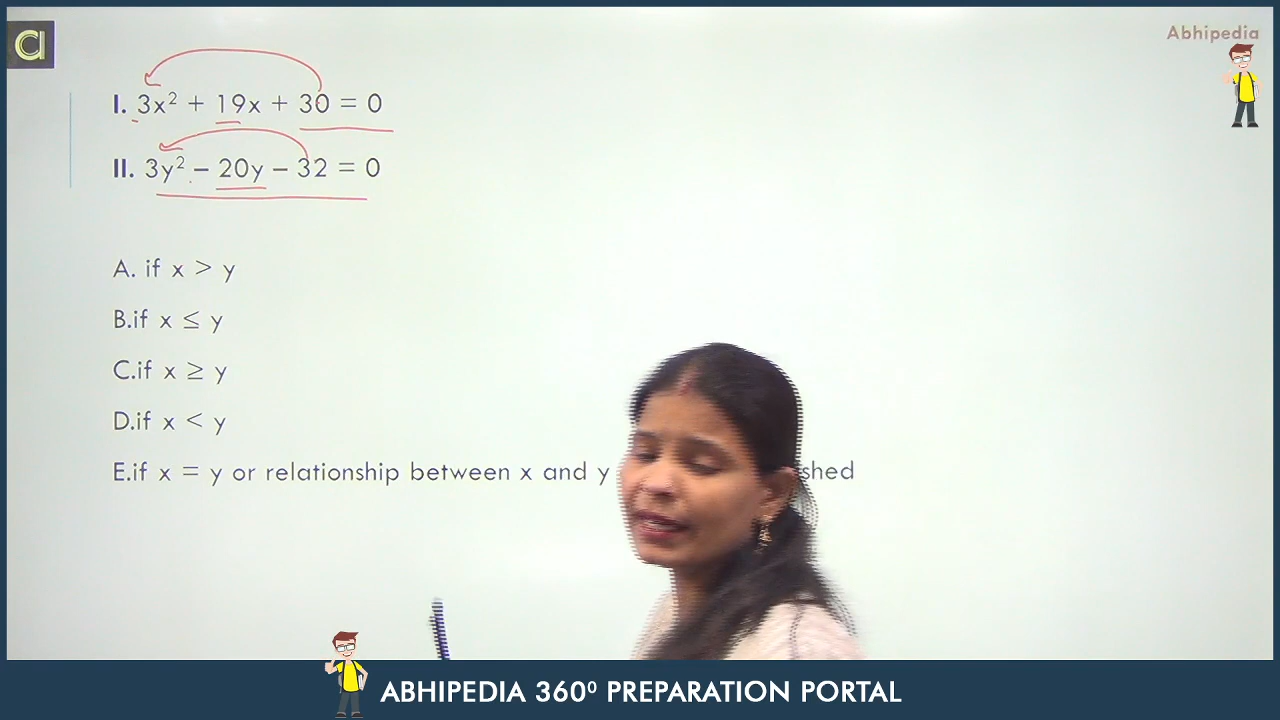 Abhipedia
I. 3x² + 19x + 30 = 0
II. 3y² – 20y – 32 = 0
A. if x > y
B.if x ≤ y
C.if x ≥ y
D.if x < y
E.if x = y or relationship between x and y shed
ABHIPEDIA 360⁰ PREPARATION PORTAL